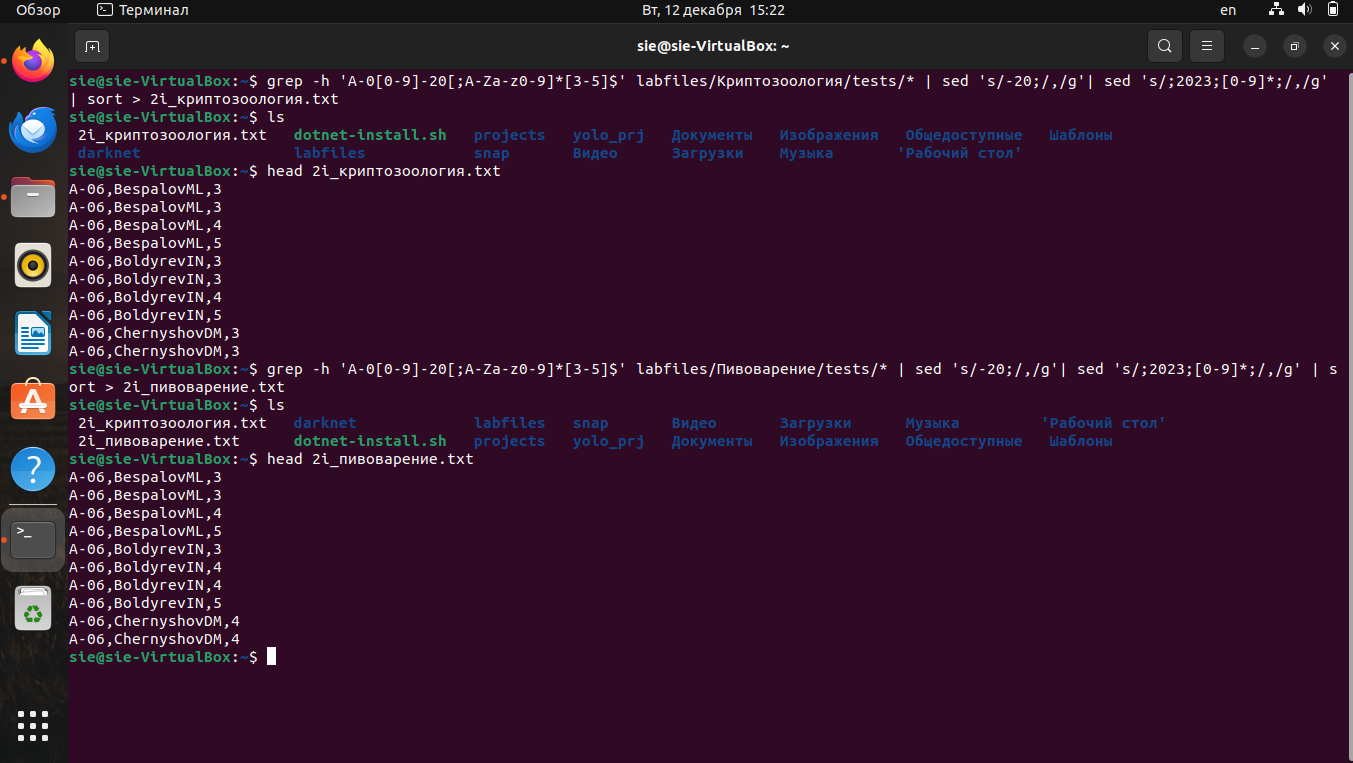 Обзор Терминал Вт, 12 декабря 15:22 en
sie@sie-VirtualBox: ~
sie@sie-VirtualBox:~$ grep -h 'A-0[0-9]-20[;A-Za-z0-9]*[3-5]$' labfiles/Криптозоология/tests/* | sed 's/-20;/,/g'| sed 's/;2023;[0-9]*;/,/g'
| sort > 2i_криптозоология.txt
sie@sie-VirtualBox:~$ ls
2i_криптозоология.txt dotnet-install.sh projects yolo_prj Документы Изображения Общедоступные Шаблоны
darknet labfiles snap Видео Загрузки Музыка 'Рабочий стол'
sie@sie-VirtualBox:~$ head 2i_криптозоология.txt
A-06,BespalovML,3
A-06,BespalovML,3
A-06,BespalovML,4
A-06,BespalovML,5
A-06,BoldyrevIN,3
A-06,BoldyrevIN,3
A-06,BoldyrevIN,4
A-06,BoldyrevIN,5
A-06,ChernyshovDM,3
A-06,ChernyshovDM,3
sie@sie-VirtualBox:~$ grep -h 'A-0[0-9]-20[;A-Za-z0-9]*[3-5]$' labfiles/Пивоварение/tests/* | sed 's/-20;/,/g'| sed 's/;2023;[0-9]*;/,/g' | s
ort > 2i_пивоварение.txt
sie@sie-VirtualBox:~$ ls
2i_криптозоология.txt darknet labfiles snap Видео Загрузки Музыка 'Рабочий стол'
2i_пивоварение.txt dotnet-install.sh projects yolo_prj Документы Изображения Общедоступные Шаблоны
sie@sie-VirtualBox:~$ head 2i_пивоварение.txt
A-06,BespalovML,3
A-06,BespalovML,3
A-06,BespalovML,4
A-06,BespalovML,5
A-06,BoldyrevIN,3
A-06,BoldyrevIN,4
A-06,BoldyrevIN,4
A-06,BoldyrevIN,5
A-06,ChernyshovDM,4
A-06,ChernyshovDM,4
sie@sie-VirtualBox:~$